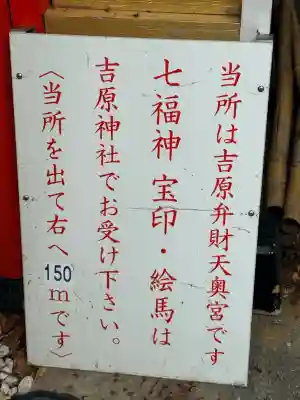 当所は吉原弁財天奥宮です
七福神 宝印・絵馬は
吉原神社でお受け下さい。
〈当所を出て右へ150mです〉